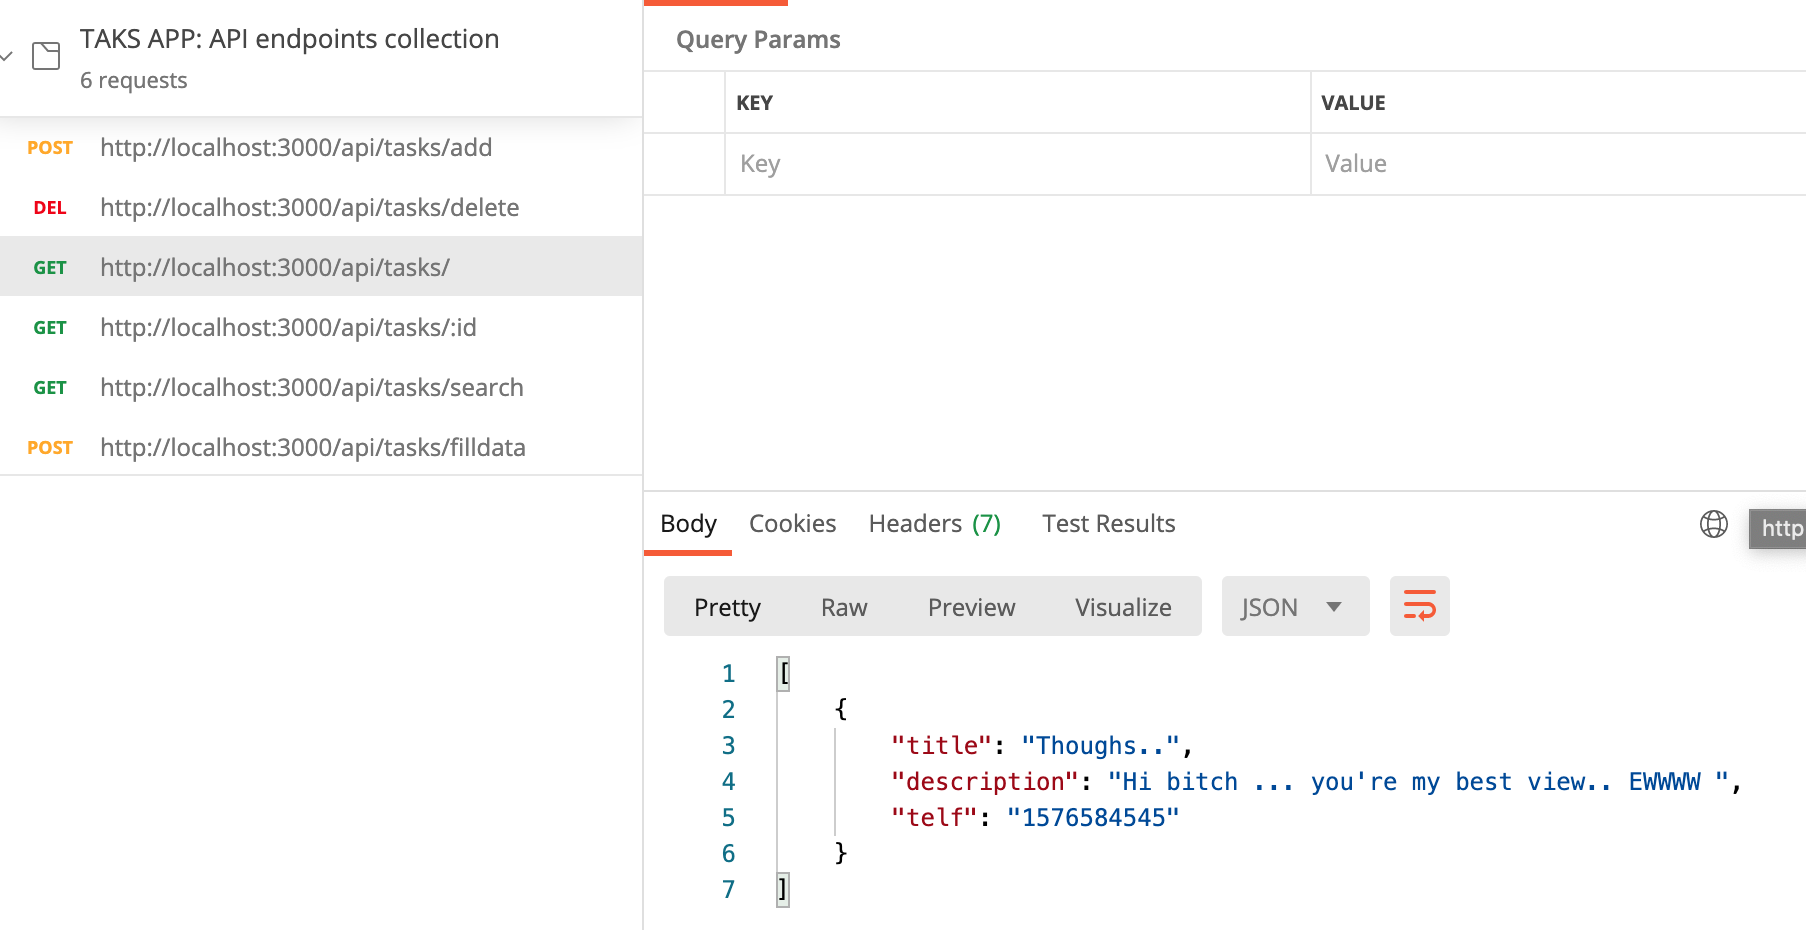 TAKS APP: API endpoints collection
6 requests
POST http://localhost:3000/api/tasks/add
DEL http://localhost:3000/api/tasks/delete
GET http://localhost:3000/api/tasks/
GET http://localhost:3000/api/tasks/:id
GET http://localhost:3000/api/tasks/search
POST http://localhost:3000/api/tasks/filldata
Query Params
KEY VALUE
Key Value
Body Cookies Headers (7) Test Results http
Pretty Raw Preview Visualize JSON
1 [
2 {
3 "title": "Thoughs..",
4 "description": "Hi bitch ... you're my best view.. EWWWW ",
5 "telf": "1576584545"
6 }
7 ]